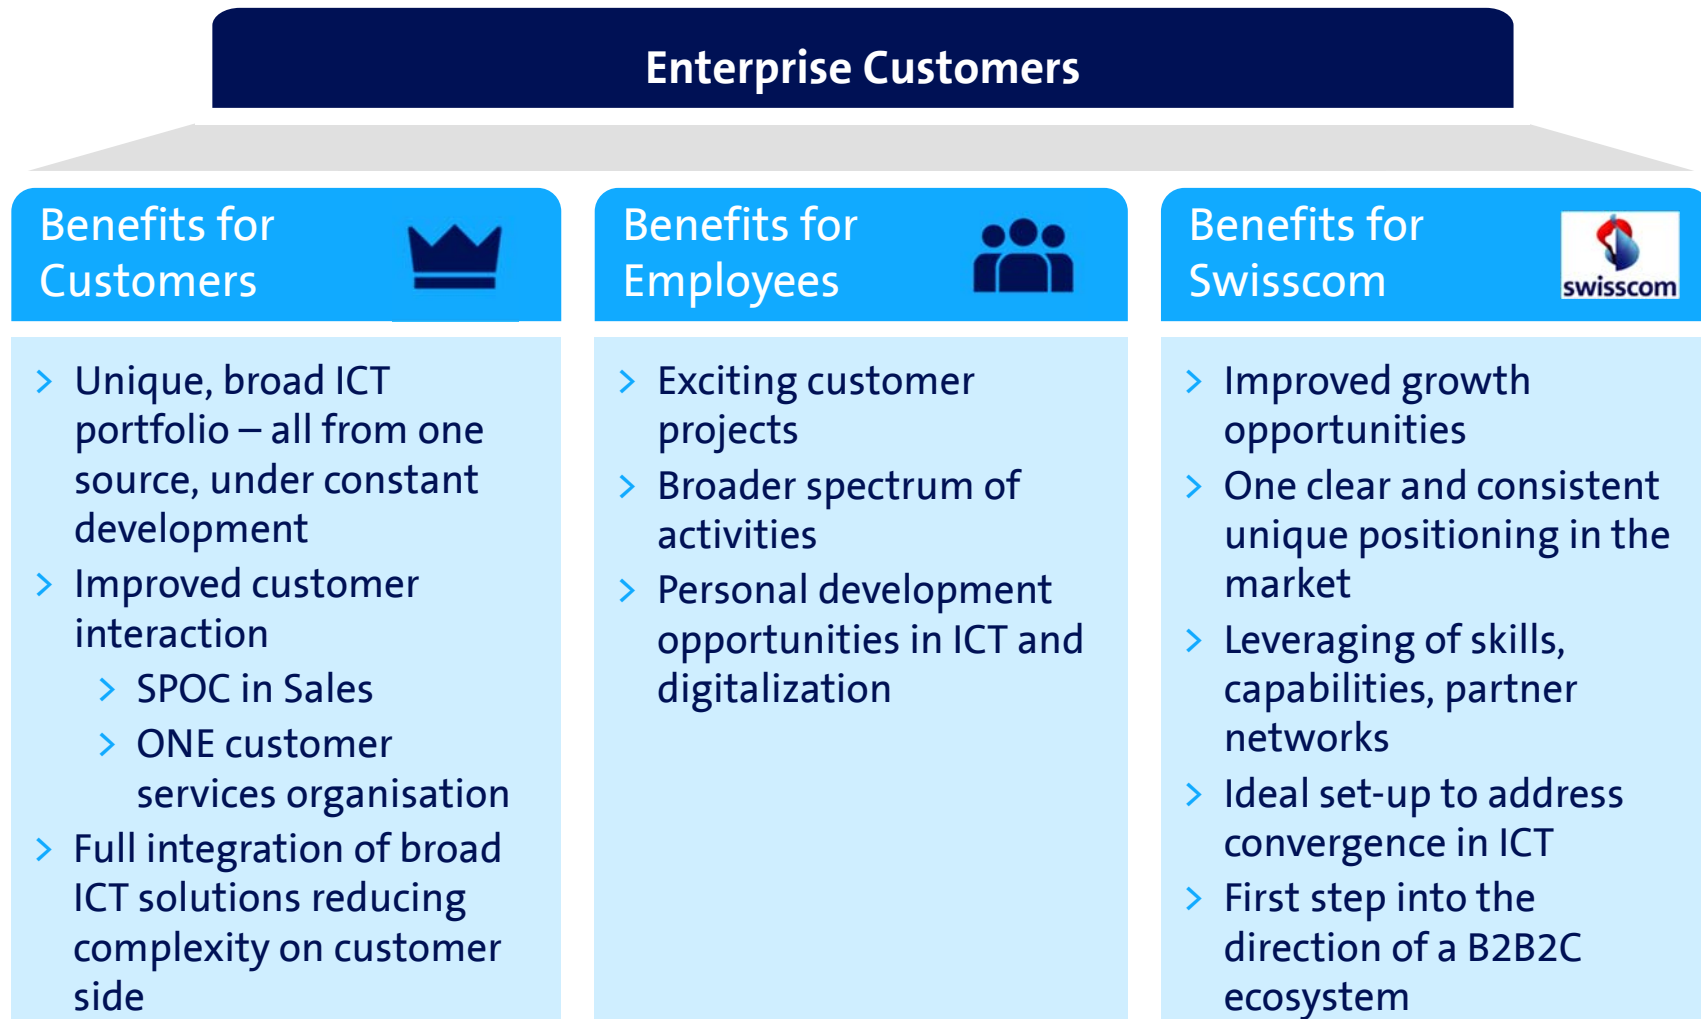 Enterprise Customers
Benefits for
Customers
> Unique, broad ICT
portfolio – all from one
source, under constant
development
> Improved customer
interaction
> SPOC in Sales
> ONE customer
services organisation
> Full integration of broad
ICT solutions reducing
complexity on customer
side
Benefits for
Employees
> Exciting customer
projects
> Broader spectrum of
activities
> Personal development
opportunities in ICT and
digitalization
Benefits for
Swisscom
swisscom
> Improved growth
opportunities
> One clear and consistent
unique positioning in the
market
> Leveraging of skills,
capabilities, partner
networks
> Ideal set-up to address
convergence in ICT
> First step into the
direction of a B2B2C
ecosystem